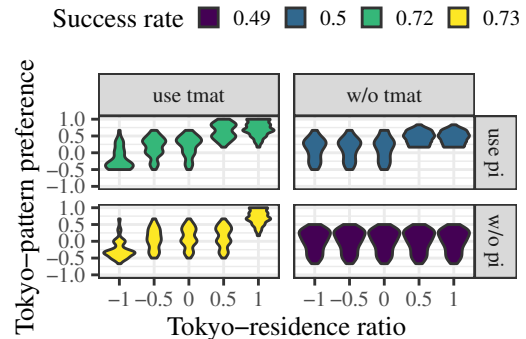 Success rate 0.49 0.5 0.72 0.73
use tmat w/o tmat
Tokyo−pattern preference
1.0
0.5
0.0
−0.5
−1.0
use pi
1.0
0.5
0.0
−0.5
−1.0
w/o pi
−1 −0.5 0 0.5 1 −1 −0.5 0 0.5 1
Tokyo−residence ratio